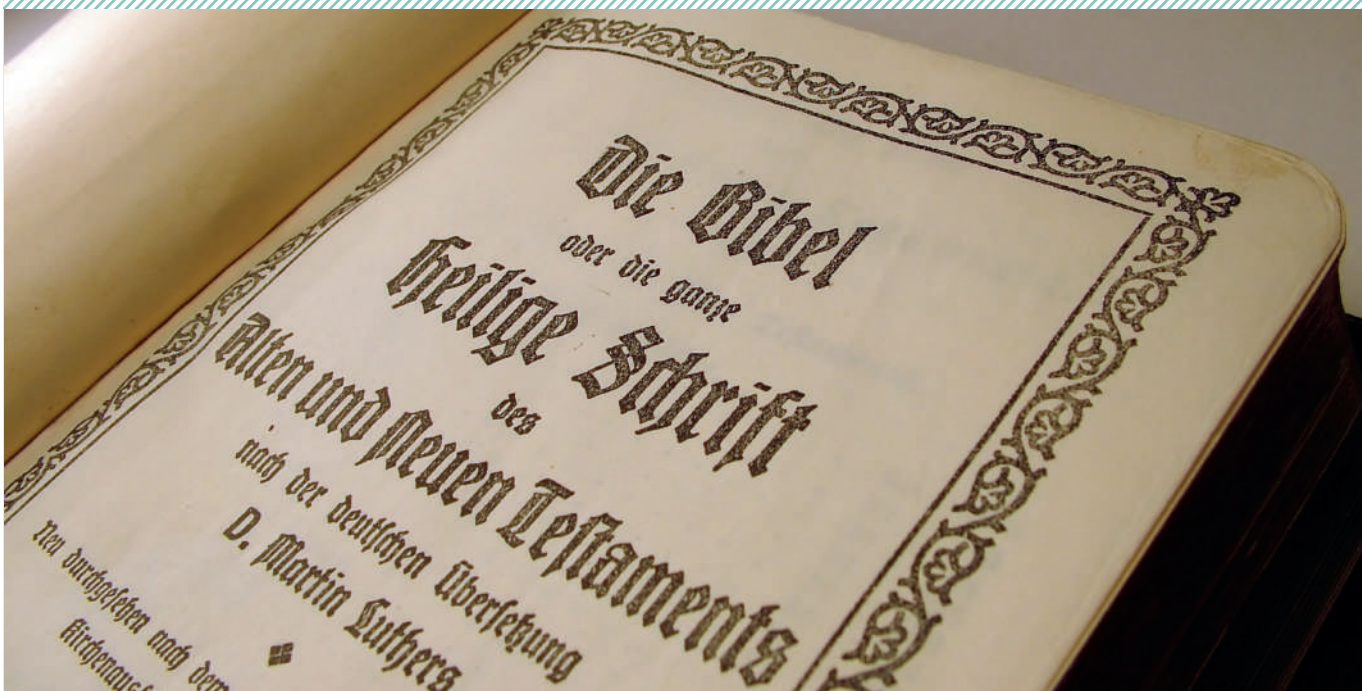 Die Bibel
oder die ganze
Heilige Schrift
des
Alten und Neuen Testaments
nach der deutschen Übersetzung
D. Martin Luthers
Neu durchgesehen nach dem